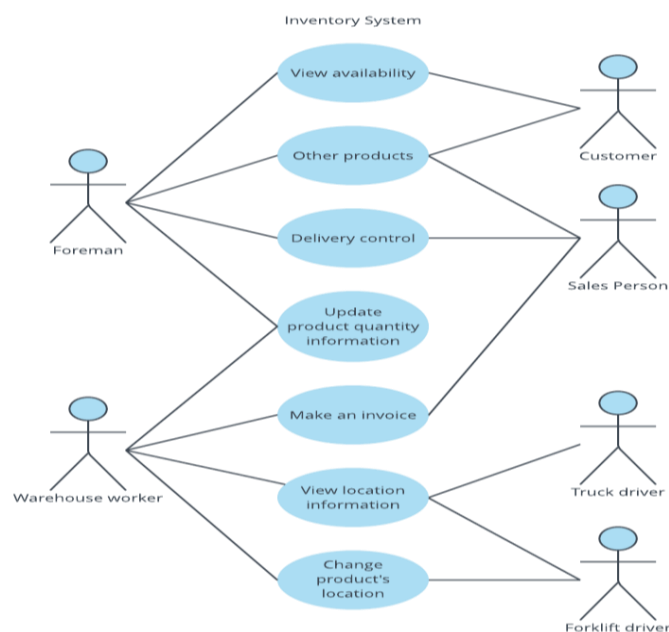 Inventory System
View availability
Customer
Other products
Foreman
Delivery control
Sales Person
Update
product quantity
information
Make an invoice
Warehouse worker
View location
information
Truck driver
Change
product's
location
Forklift driver